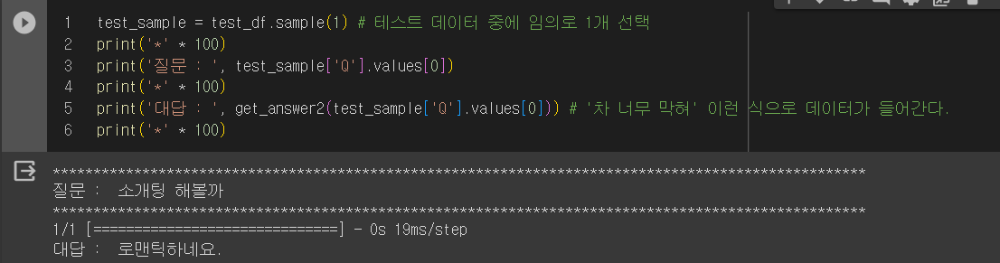 1 test_sample = test_df.sample(1) # 테스트 데이터 중에 임의로 1개 선택
2 print('*' * 100)
3 print('질문 : ', test_sample['Q'].values[0])
4 print('*' * 100)
5 print('대답 : ', get_answer2(test_sample['Q'].values[0])) # '차 너무 막혀' 이런 식으로 데이터가 들어간다.
6 print('*' * 100)
****************************************************************************************************
질문 :  소개팅 해볼까
****************************************************************************************************
1/1 [==============================] - 0s 19ms/step
대답 :  로맨틱하네요.